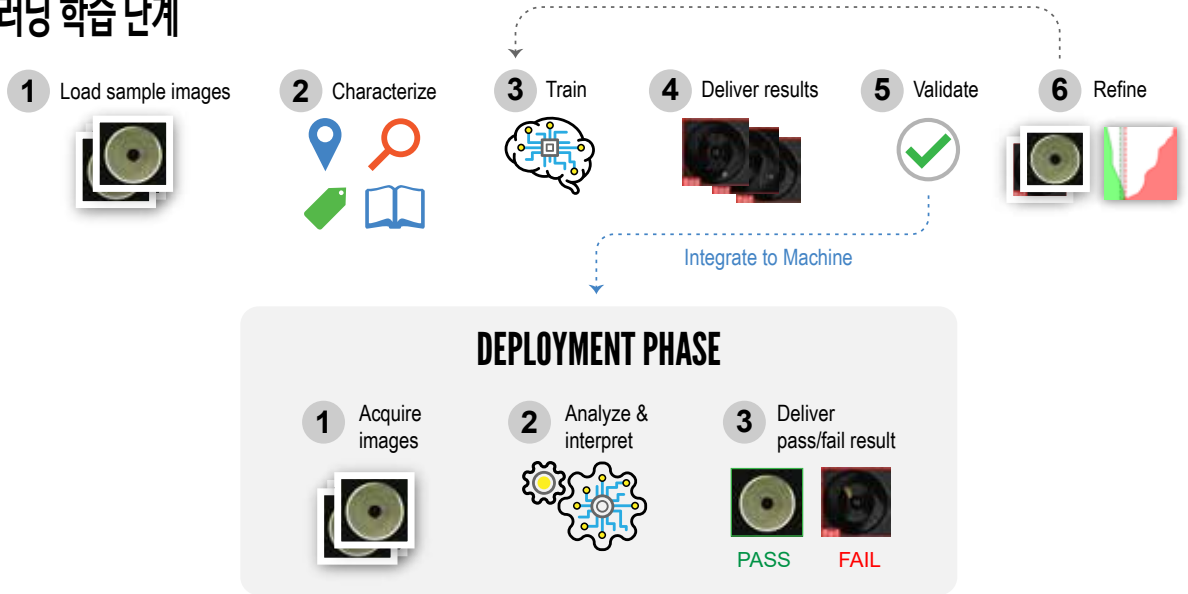 러닝 학습 단계
1 Load sample images
2 Characterize
3 Train
4 Deliver results
5 Validate
6 Refine
Integrate to Machine
DEPLOYMENT PHASE
1 Acquire
images
2 Analyze &
interpret
3 Deliver
pass/fail result
PASS
FAIL